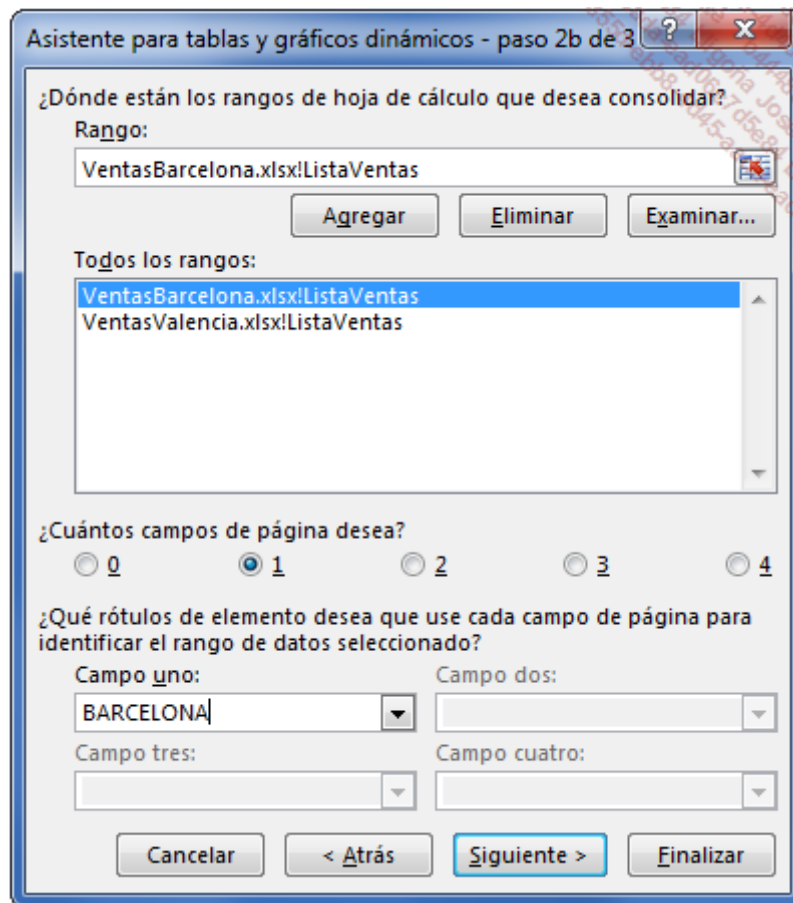 Asistente para tablas y gráficos dinámicos - paso 2b de 3
¿Dónde están los rangos de hoja de cálculo que desea consolidar?
Rango:
VentasBarcelona.xlsx!ListaVentas
Agregar
Eliminar
Examinar...
Todos los rangos:
VentasBarcelona.xlsx!ListaVentas
VentasValencia.xlsx!ListaVentas
¿Cuántos campos de página desea?
0 1 2 3 4
¿Qué rótulos de elemento desea que use cada campo de página para
identificar el rango de datos seleccionado?
Campo uno: Campo dos:
BARCELONA
Campo tres: Campo cuatro:
Cancelar < Atrás Siguiente > Finalizar